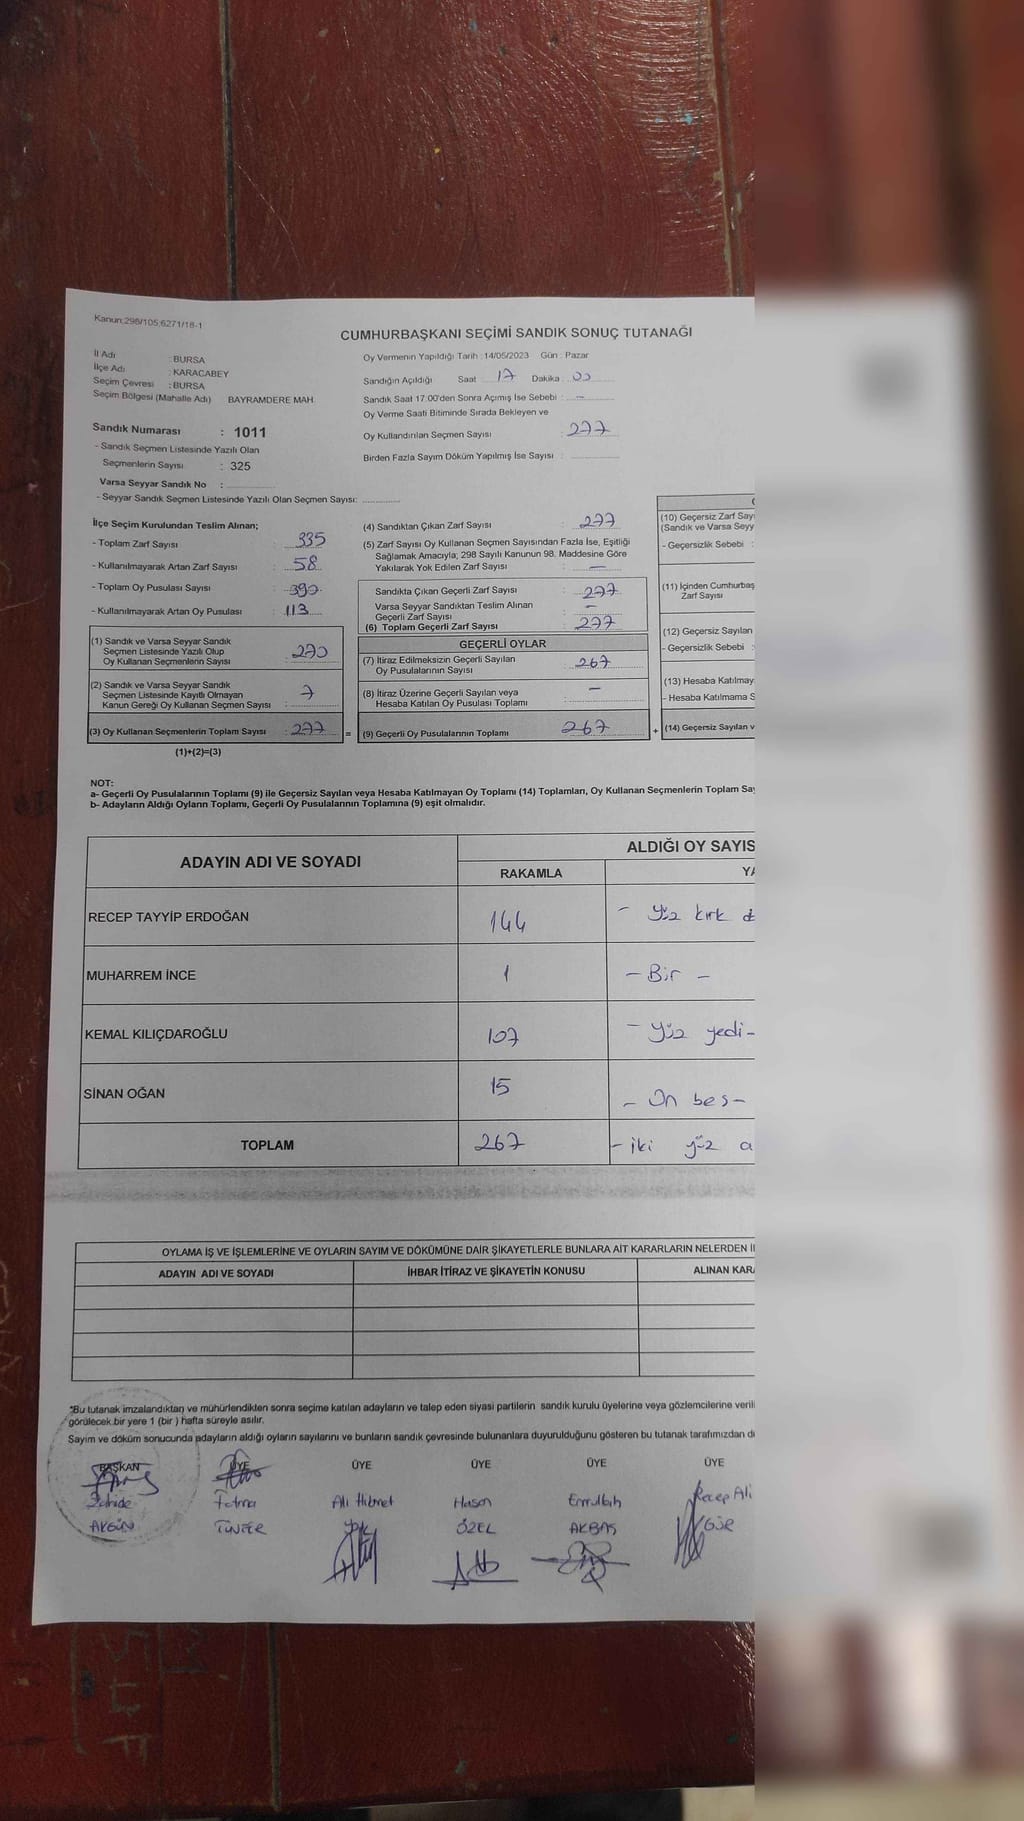 Kanun;298/105;6271/18-1
CUMHURBAŞKANI SEÇİMİ SANDIK SONUÇ TUTANAĞI
İl Adı : BURSA
İlçe Adı : KARACABEY
Seçim Çevresi : BURSA
Seçim Bölgesi (Mahalle Adı) BAYRAMDERE MAH.
Sandık Numarası : 1011
- Sandık Seçmen Listesinde Yazılı Olan
Seçmenlerin Sayısı : 325
Varsa Seyyar Sandık No :
- Seyyar Sandık Seçmen Listesinde Yazılı Olan Seçmen Sayısı:
Oy Vermenin Yapıldığı Tarih : 14/05/2023 Gün : Pazar
Sandığın Açıldığı Saat 17 Dakika : 00
Sandık Saat 17.00'den Sonra Açımış İse Sebebi : -
Oy Verme Saati Bitiminde Sırada Bekleyen ve
Oy Kullandırılan Seçmen Sayısı : 277
Birden Fazla Sayım Döküm Yapılmış İse Sayısı :
İlçe Seçim Kurulundan Teslim Alınan;
- Toplam Zarf Sayısı : 335
- Kullanılmayarak Artan Zarf Sayısı : 58
- Toplam Oy Pusulası Sayısı : 390
- Kullanılmayarak Artan Oy Pusulası : 113
(1) Sandık ve Varsa Seyyar Sandık
Seçmen Listesinde Yazılı Olup
Oy Kullanan Seçmenlerin Sayısı : 270
(2) Sandık ve Varsa Seyyar Sandık
Seçmen Listesinde Kayıtlı Olmayan
Kanun Gereği Oy Kullanan Seçmen Sayısı : 7
(3) Oy Kullanan Seçmenlerin Toplam Sayısı : 277 =
(1)+(2)=(3)
(4) Sandıktan Çıkan Zarf Sayısı : 277
(5) Zarf Sayısı Oy Kullanan Seçmen Sayısından Fazla İse, Eşitliği
Sağlamak Amacıyla; 298 Sayılı Kanunun 98. Maddesine Göre
Yakılarak Yok Edilen Zarf Sayısı : -
Sandıkta Çıkan Geçerli Zarf Sayısı : 277
Varsa Seyyar Sandıktan Teslim Alınan
Geçerli Zarf Sayısı : -
(6) Toplam Geçerli Zarf Sayısı : 277
GEÇERLİ OYLAR
(7) İtiraz Edilmeksizin Geçerli Sayılan
Oy Pusulalarının Sayısı : 267
(8) İtiraz Üzerine Geçerli Sayılan veya
Hesaba Katılan Oy Pusulası Toplamı : -
(9) Geçerli Oy Pusulalarının Toplamı 267 +
(10) Geçersiz Zarf Say
(Sandık ve Varsa Seyy
- Geçersizlik Sebebi :
(11) İçinden Cumhurbaş
Zarf Sayısı
(12) Geçersiz Sayılan
- Geçersizlik Sebebi :
(13) Hesaba Katılmay
- Hesaba Katılmama S
(14) Geçersiz Sayılan v
NOT:
a- Geçerli Oy Pusulalarının Toplamı (9) ile Geçersiz Sayılan veya Hesaba Katılmayan Oy Toplamı (14) Toplamları, Oy Kullanan Seçmenlerin Toplam Say
b- Adayların Aldığı Oyların Toplamı, Geçerli Oy Pusulalarının Toplamına (9) eşit olmalıdır.
ADAYIN ADI VE SOYADI ALDIĞI OY SAYIS
RAKAMLA YA
RECEP TAYYİP ERDOĞAN 144 - Yüz kırk d
MUHARREM İNCE 1 - Bir -
KEMAL KILIÇDAROĞLU 107 - Yüz yedi -
SİNAN OĞAN 15 - On beş -
TOPLAM 267 - iki yüz a
OYLAMA İŞ VE İŞLEMLERİNE VE OYLARIN SAYIM VE DÖKÜMÜNE DAİR ŞİKAYETLERLE BUNLARA AİT KARARLARIN NELERDEN İ
ADAYIN ADI VE SOYADI İHBAR İTİRAZ VE ŞİKAYETİN KONUSU ALINAN KARA
*Bu tutanak imzalandıktan ve mühürlendikten sonra seçime katılan adayların ve talep eden siyasi partilerin sandık kurulu üyelerine veya gözlemcilerine veril
görülecek bir yere 1 (bir ) hafta süreyle asılır.
Sayım ve döküm sonucunda adayların aldığı oyların sayılarını ve bunların sandık çevresinde bulunanlara duyurulduğunu gösteren bu tutanak tarafımızdan d
BAŞKAN ÜYE ÜYE ÜYE ÜYE ÜYE
Zahide Fatma Ali Hikmet Hasan Emrullah Recep Ali
AKGÜN ÖZEL AKBAŞ GÜR